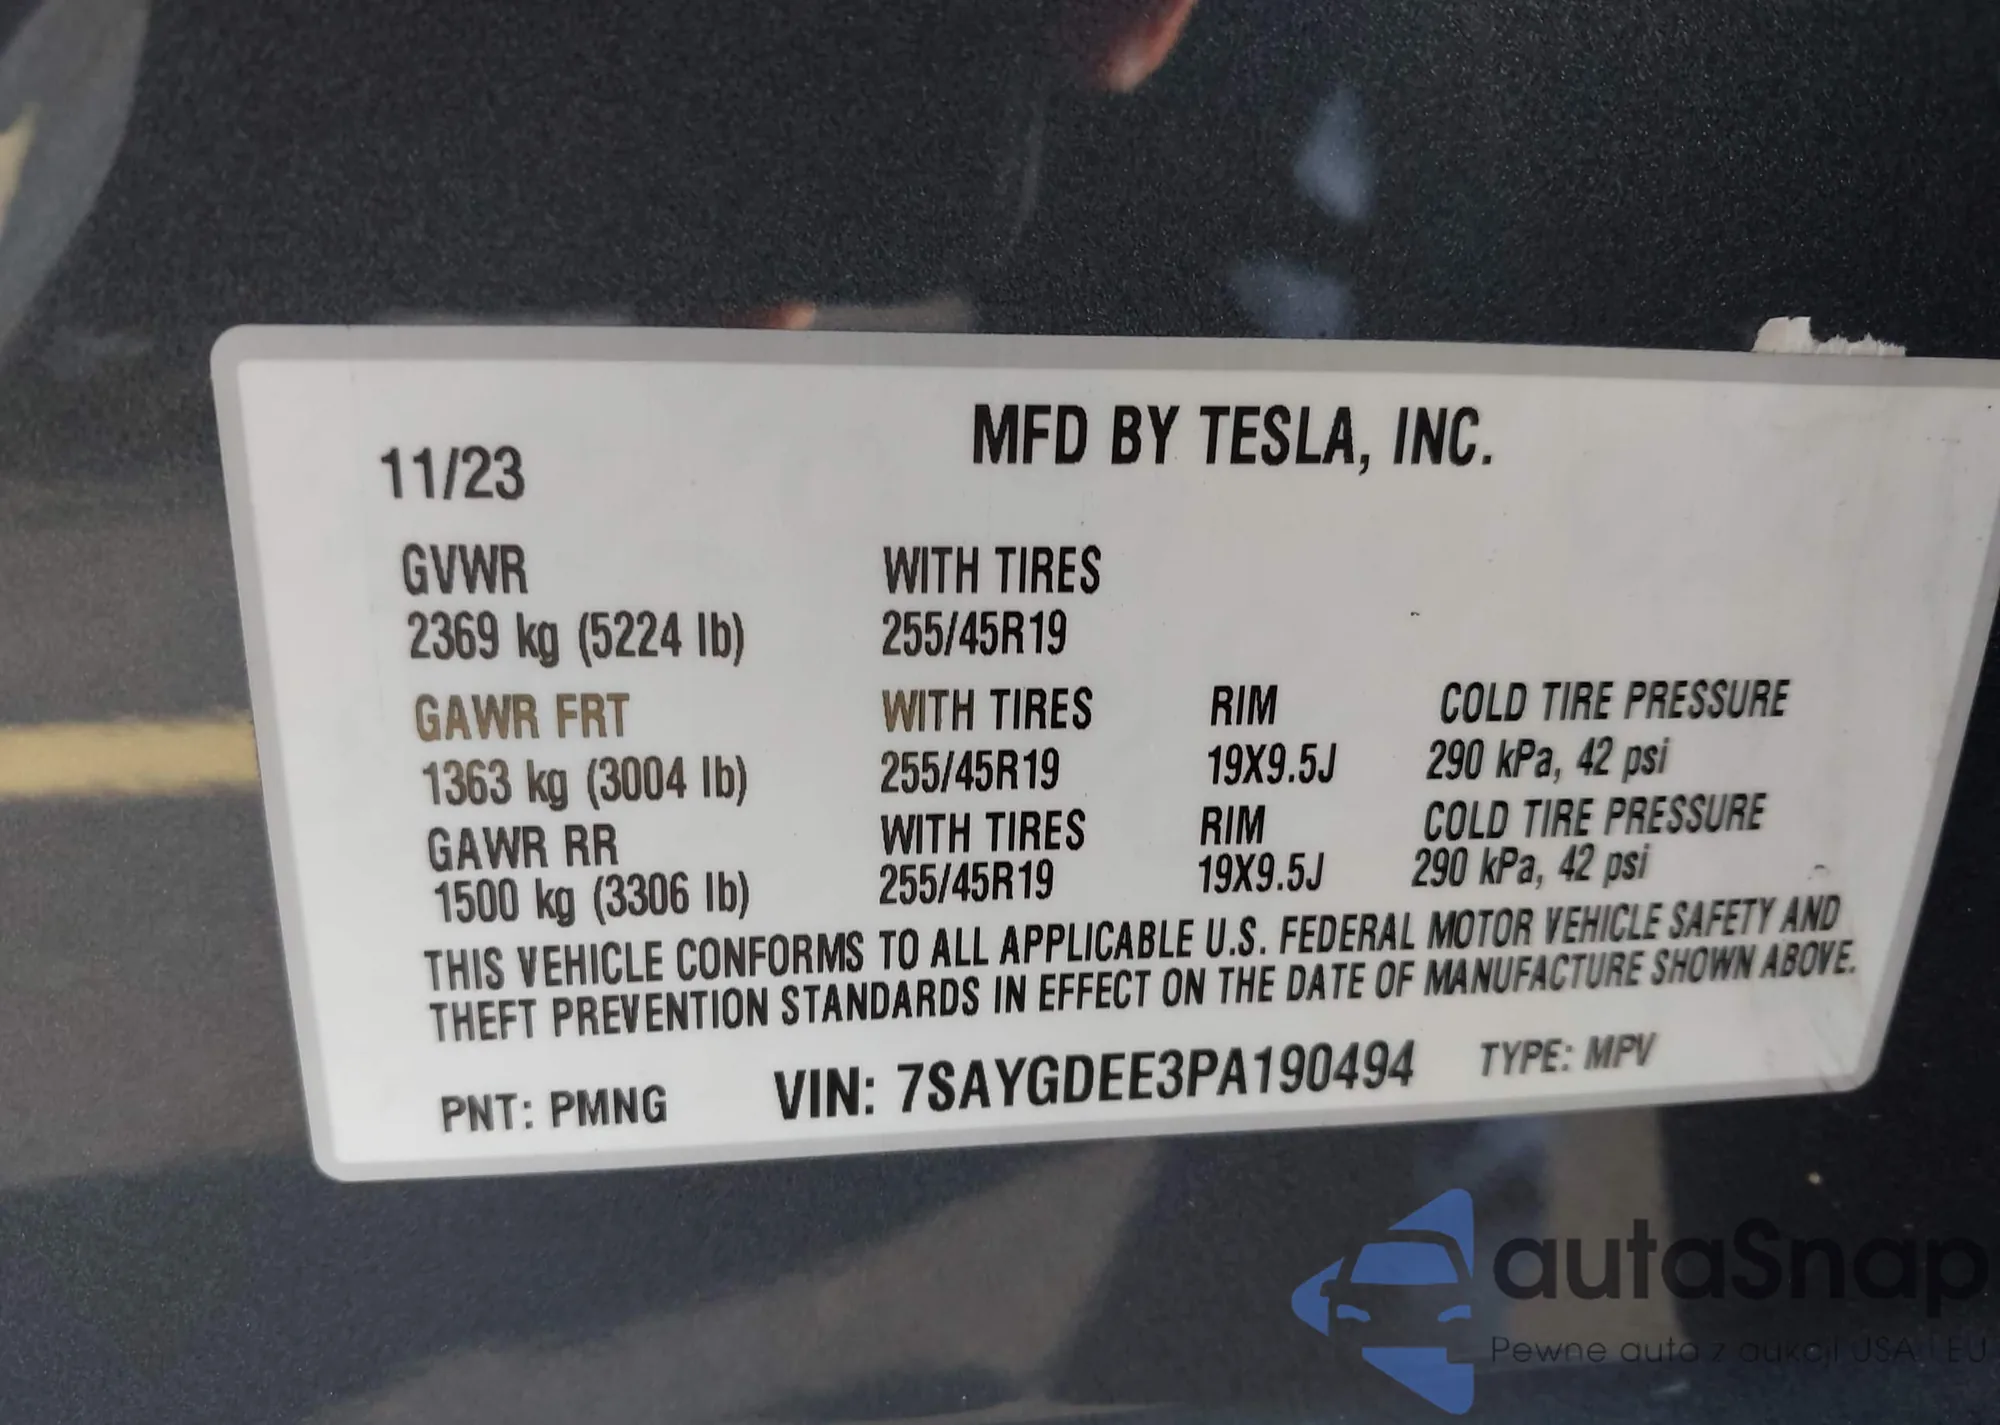 11/23
MFD BY TESLA, INC.
GVWR WITH TIRES
2369 kg (5224 lb) 255/45R19
GAWR FRT WITH TIRES RIM COLD TIRE PRESSURE
1363 kg (3004 lb) 255/45R19 19X9.5J 290 kPa, 42 psi
GAWR RR WITH TIRES RIM COLD TIRE PRESSURE
1500 kg (3306 lb) 255/45R19 19X9.5J 290 kPa, 42 psi
THIS VEHICLE CONFORMS TO ALL APPLICABLE U.S. FEDERAL MOTOR VEHICLE SAFETY AND
THEFT PREVENTION STANDARDS IN EFFECT ON THE DATE OF MANUFACTURE SHOWN ABOVE.
PNT: PMNG VIN: 7SAYGDEE3PA190494 TYPE: MPV
autaSnap
Pewne auta z aukcji USA i EU